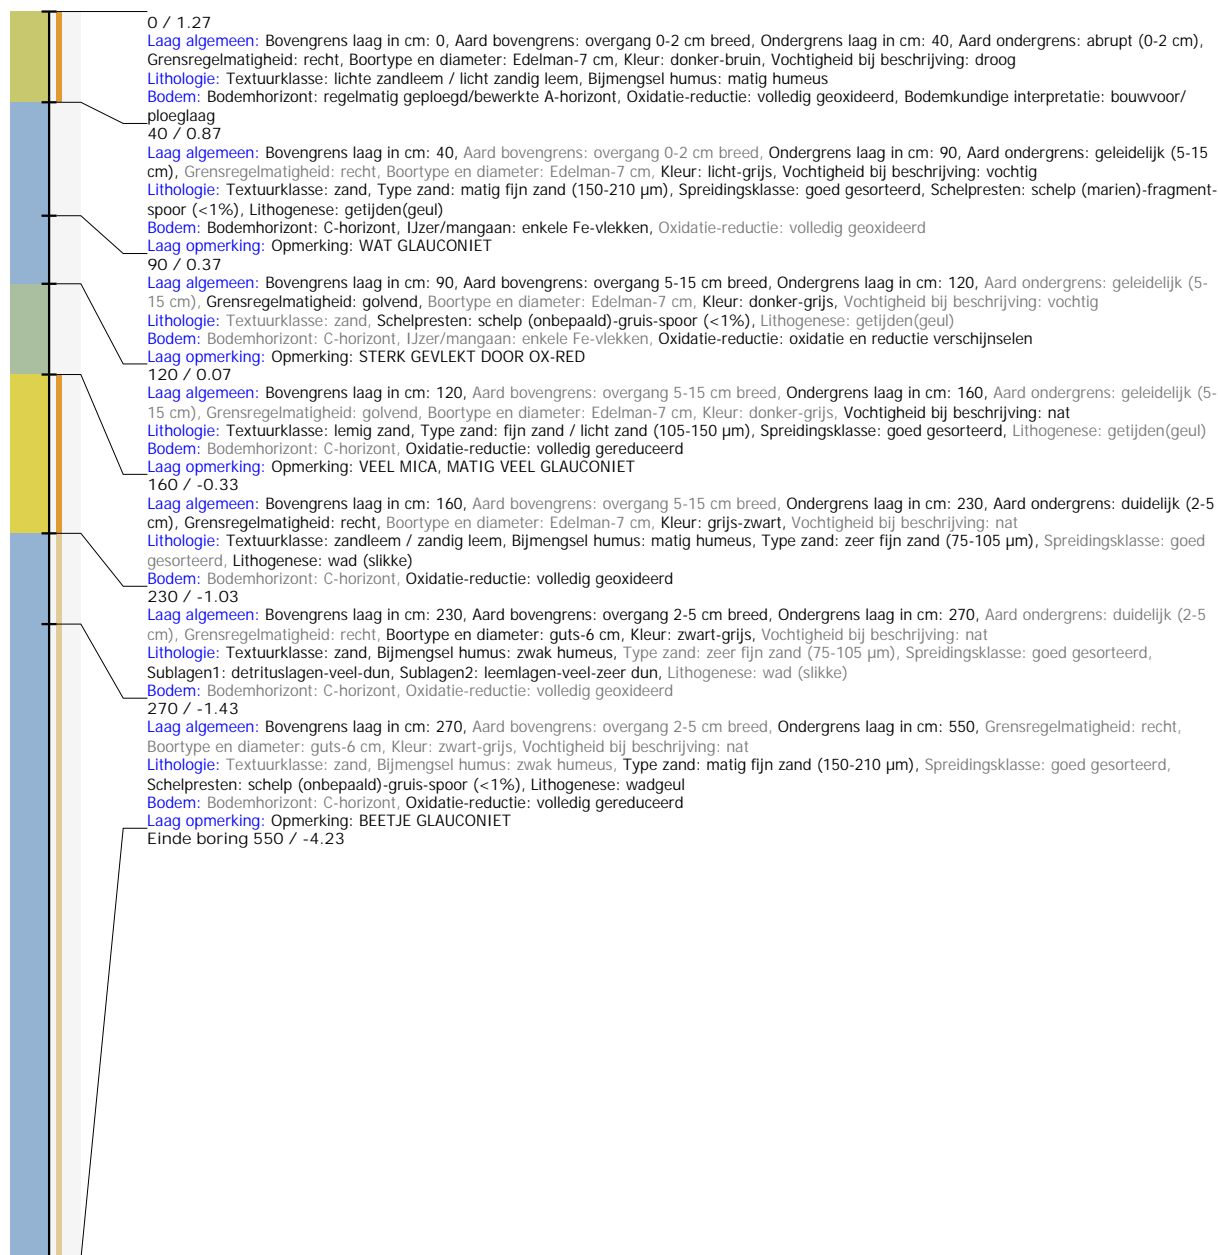 0 / 1.27
Laag algemeen: Bovengrens laag in cm: 0, Aard bovengrens: overgang 0-2 cm breed, Ondergrens laag in cm: 40, Aard ondergrens: abrupt (0-2 cm),
Grensregelmatigheid: recht, Boortype en diameter: Edelman-7 cm, Kleur: donker-bruin, Vochtigheid bij beschrijving: droog
Lithologie: Textuurklasse: lichte zandleem / licht zandig leem, Bijmengsel humus: matig humeus
Bodem: Bodemhorizont: regelmatig geploegd/bewerkte A-horizont, Oxidatie-reductie: volledig geoxideerd, Bodemkundige interpretatie: bouwvoor/
ploeglaag
40 / 0.87
Laag algemeen: Bovengrens laag in cm: 40, Aard bovengrens: overgang 0-2 cm breed, Ondergrens laag in cm: 90, Aard ondergrens: geleidelijk (5-15
cm), Grensregelmatigheid: recht, Boortype en diameter: Edelman-7 cm, Kleur: licht-grijs, Vochtigheid bij beschrijving: vochtig
Lithologie: Textuurklasse: zand, Type zand: matig fijn zand (150-210 µm), Spreidingsklasse: goed gesorteerd, Schelpresten: schelp (marien)-fragment-
spoor (<1%), Lithogenese: getijden(geul)
Bodem: Bodemhorizont: C-horizont, IJzer/mangaan: enkele Fe-vlekken, Oxidatie-reductie: volledig geoxideerd
Laag opmerking: Opmerking: WAT GLAUCONIET
90 / 0.37
Laag algemeen: Bovengrens laag in cm: 90, Aard bovengrens: overgang 5-15 cm breed, Ondergrens laag in cm: 120, Aard ondergrens: geleidelijk (5-
15 cm), Grensregelmatigheid: golvend, Boortype en diameter: Edelman-7 cm, Kleur: donker-grijs, Vochtigheid bij beschrijving: vochtig
Lithologie: Textuurklasse: zand, Schelpresten: schelp (onbepaald)-gruis-spoor (<1%), Lithogenese: getijden(geul)
Bodem: Bodemhorizont: C-horizont, IJzer/mangaan: enkele Fe-vlekken, Oxidatie-reductie: oxidatie en reductie verschijnselen
Laag opmerking: Opmerking: STERK GEVLEKT DOOR OX-RED
120 / 0.07
Laag algemeen: Bovengrens laag in cm: 120, Aard bovengrens: overgang 5-15 cm breed, Ondergrens laag in cm: 160, Aard ondergrens: geleidelijk (5-
15 cm), Grensregelmatigheid: golvend, Boortype en diameter: Edelman-7 cm, Kleur: donker-grijs, Vochtigheid bij beschrijving: nat
Lithologie: Textuurklasse: lemig zand, Type zand: fijn zand / licht zand (105-150 µm), Spreidingsklasse: goed gesorteerd, Lithogenese: getijden(geul)
Bodem: Bodemhorizont: C-horizont, Oxidatie-reductie: volledig gereduceerd
Laag opmerking: Opmerking: VEEL MICA, MATIG VEEL GLAUCONIET
160 / -0.33
Laag algemeen: Bovengrens laag in cm: 160, Aard bovengrens: overgang 5-15 cm breed, Ondergrens laag in cm: 230, Aard ondergrens: duidelijk (2-5
cm), Grensregelmatigheid: recht, Boortype en diameter: Edelman-7 cm, Kleur: grijs-zwart, Vochtigheid bij beschrijving: nat
Lithologie: Textuurklasse: zandleem / zandig leem, Bijmengsel humus: matig humeus, Type zand: zeer fijn zand (75-105 µm), Spreidingsklasse: goed
gesorteerd, Lithogenese: wad (slikke)
Bodem: Bodemhorizont: C-horizont, Oxidatie-reductie: volledig geoxideerd
230 / -1.03
Laag algemeen: Bovengrens laag in cm: 230, Aard bovengrens: overgang 2-5 cm breed, Ondergrens laag in cm: 270, Aard ondergrens: duidelijk (2-5
cm), Grensregelmatigheid: recht, Boortype en diameter: guts-6 cm, Kleur: zwart-grijs, Vochtigheid bij beschrijving: nat
Lithologie: Textuurklasse: zand, Bijmengsel humus: zwak humeus, Type zand: zeer fijn zand (75-105 µm), Spreidingsklasse: goed gesorteerd,
Sublagen1: detrituslagen-veel-dun, Sublagen2: leemlagen-veel-zeer dun, Lithogenese: wad (slikke)
Bodem: Bodemhorizont: C-horizont, Oxidatie-reductie: volledig geoxideerd
270 / -1.43
Laag algemeen: Bovengrens laag in cm: 270, Aard bovengrens: overgang 2-5 cm breed, Ondergrens laag in cm: 550, Grensregelmatigheid: recht,
Boortype en diameter: guts-6 cm, Kleur: zwart-grijs, Vochtigheid bij beschrijving: nat
Lithologie: Textuurklasse: zand, Bijmengsel humus: zwak humeus, Type zand: matig fijn zand (150-210 µm), Spreidingsklasse: goed gesorteerd,
Schelpresten: schelp (onbepaald)-gruis-spoor (<1%), Lithogenese: wadgeul
Bodem: Bodemhorizont: C-horizont, Oxidatie-reductie: volledig gereduceerd
Laag opmerking: Opmerking: BEETJE GLAUCONIET
Einde boring 550 / -4.23